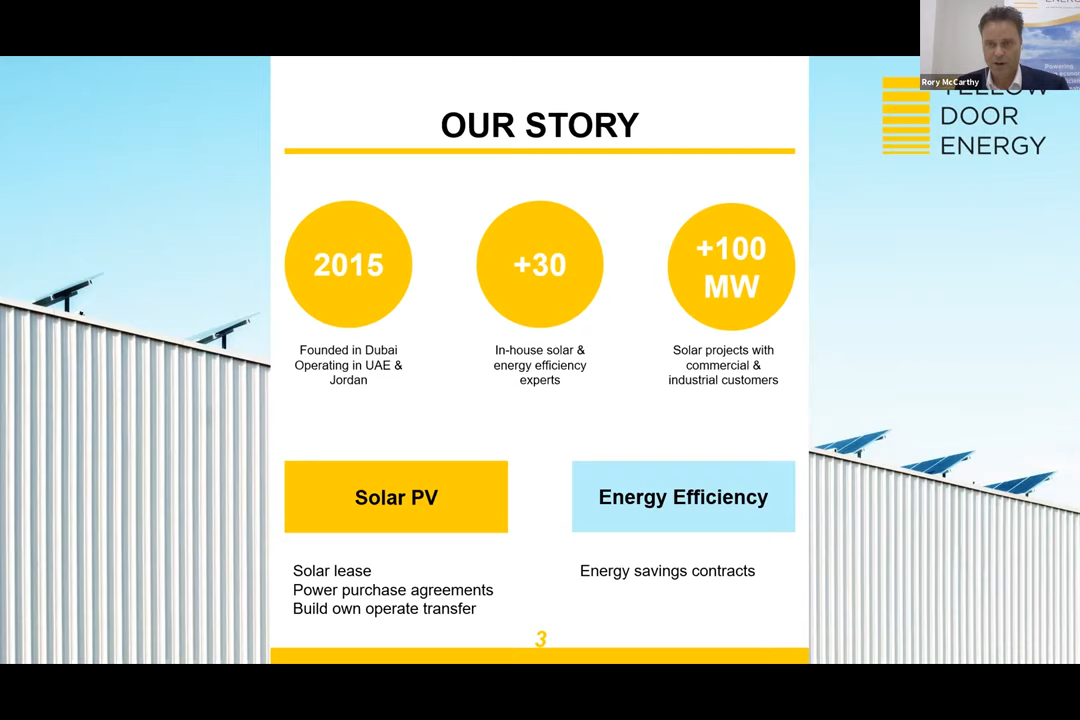 Rory McCarthy
YELLOW
DOOR
ENERGY
OUR STORY
2015
+30
+100
MW
Founded in Dubai
Operating in UAE &
Jordan
In-house solar &
energy efficiency
experts
Solar projects with
commercial &
industrial customers
Solar PV
Energy Efficiency
Solar lease
Power purchase agreements
Build own operate transfer
Energy savings contracts
3